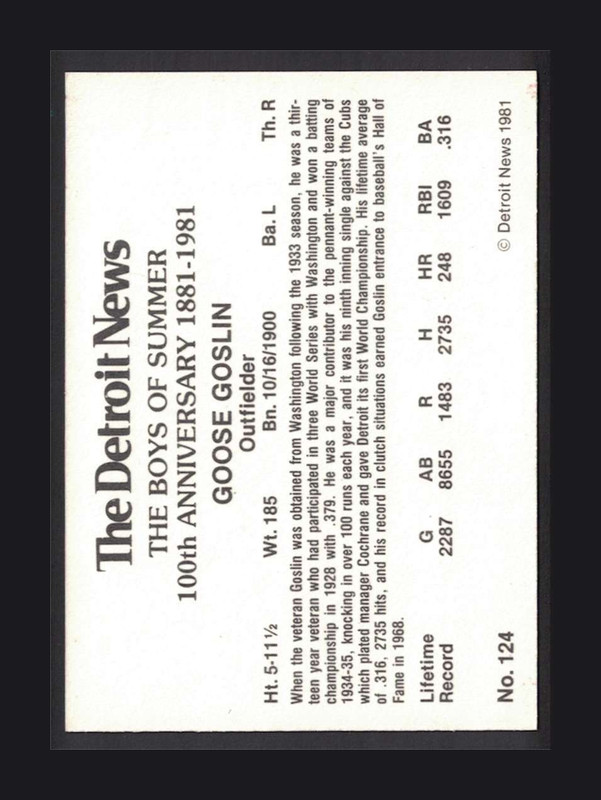 The Detroit News
THE BOYS OF SUMMER
100th ANNIVERSARY 1881-1981
GOOSE GOSLIN
Outfielder
Ht. 5-11½ Wt. 185 Bn. 10/16/1900 Ba. L Th. R
When the veteran Goslin was obtained from Washington following the 1933 season, he was a thir-
teen year veteran who had participated in three World Series with Washington and won a batting
championship in 1928 with .379. He was a major contributor to the pennant-winning teams of
1934-35, knocking in over 100 runs each year, and it was his ninth inning single against the Cubs
which plated manager Cochrane and gave Detroit its first World Championship. His lifetime average
of .316, 2735 hits, and his record in clutch situations earned Goslin entrance to baseball's Hall of
Fame in 1968.
Lifetime G AB R H HR RBI BA
Record 2287 8655 1483 2735 248 1609 .316
No. 124 © Detroit News 1981